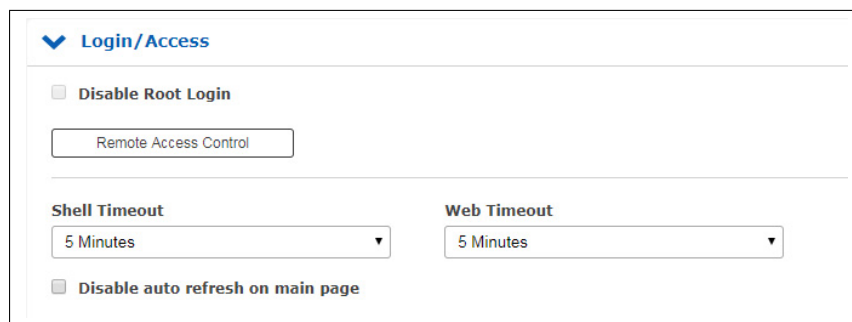 Login/Access
Disable Root Login
Remote Access Control
Shell Timeout Web Timeout
5 Minutes 5 Minutes
Disable auto refresh on main page